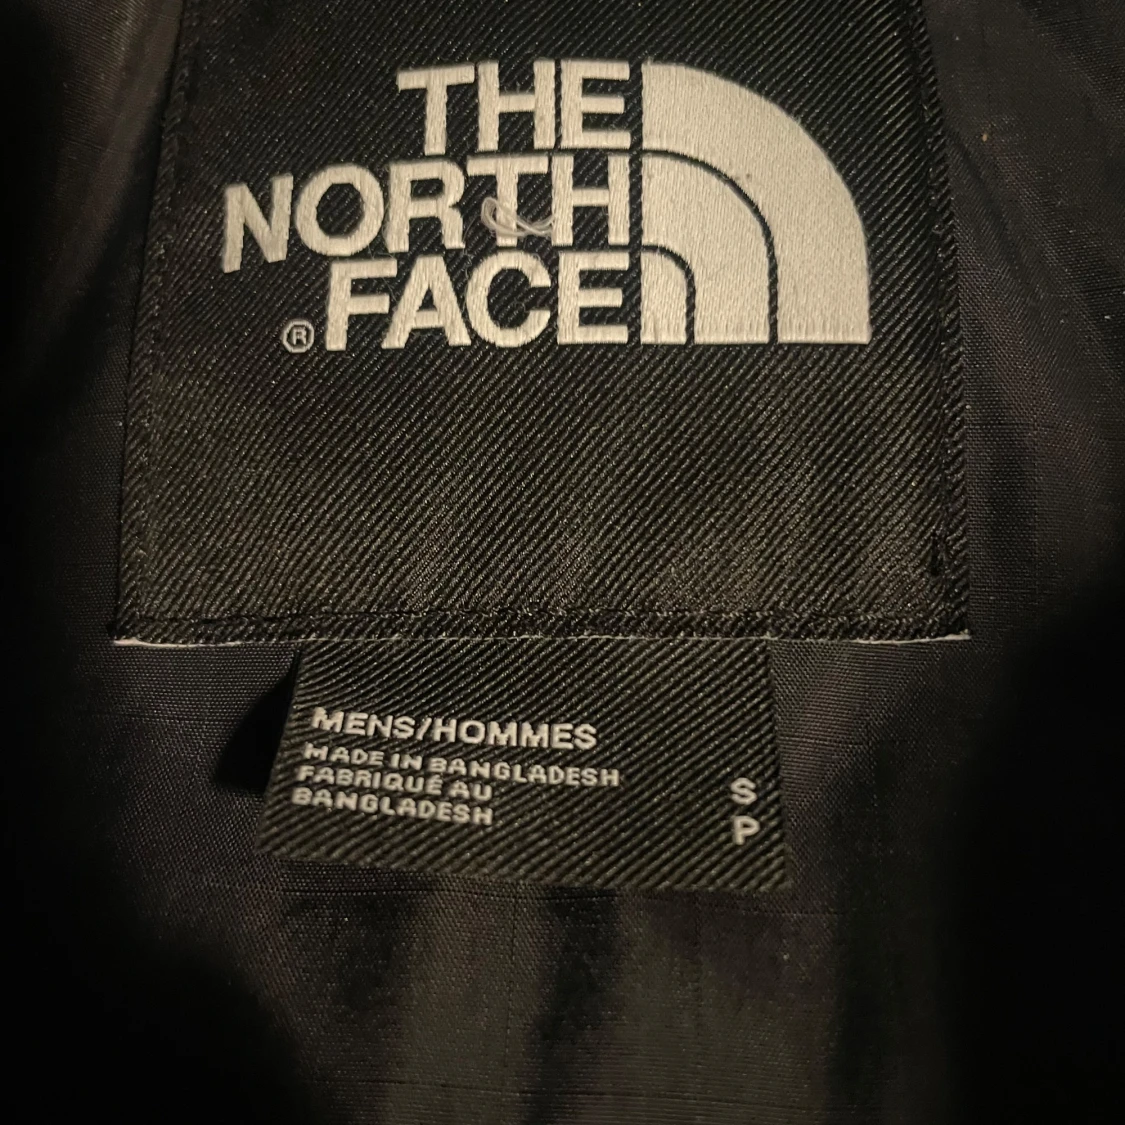 THE
NORTH
FACE
®
MENS/HOMMES
MADE IN BANGLADESH
FABRIQUÉ AU
BANGLADESH
S
P